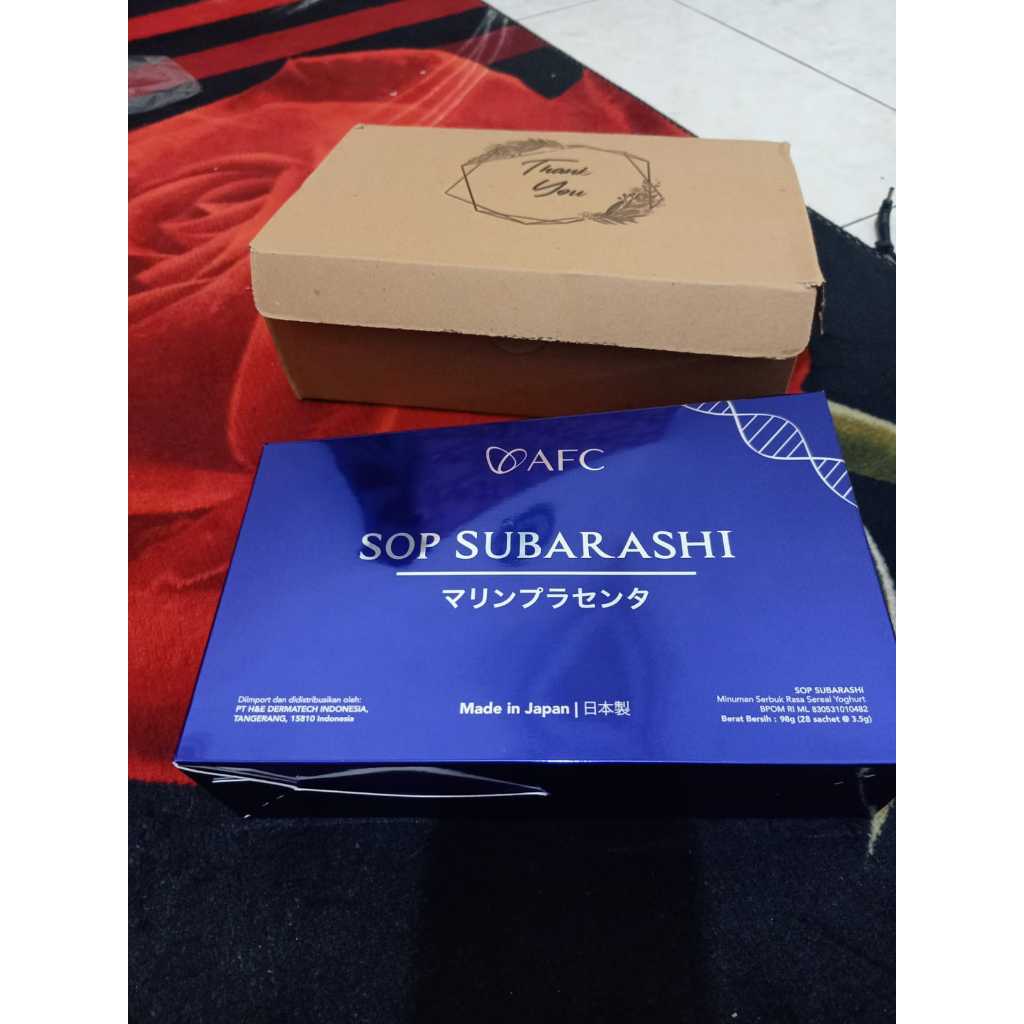 Thank
You
AFC
SOP SUBARASHI
マリンプラセンタ
Diimport dan didistribusikan oleh:
PT H&E DERMATECH INDONESIA,
TANGERANG, 15810 Indonesia
Made in Japan | 日本製
SOP SUBARASHI
Minuman Serbuk Rasa Sereal Yoghurt
BPOM RI ML 830531010482
Berat Bersih : 98g (28 sachet @ 3.5g)